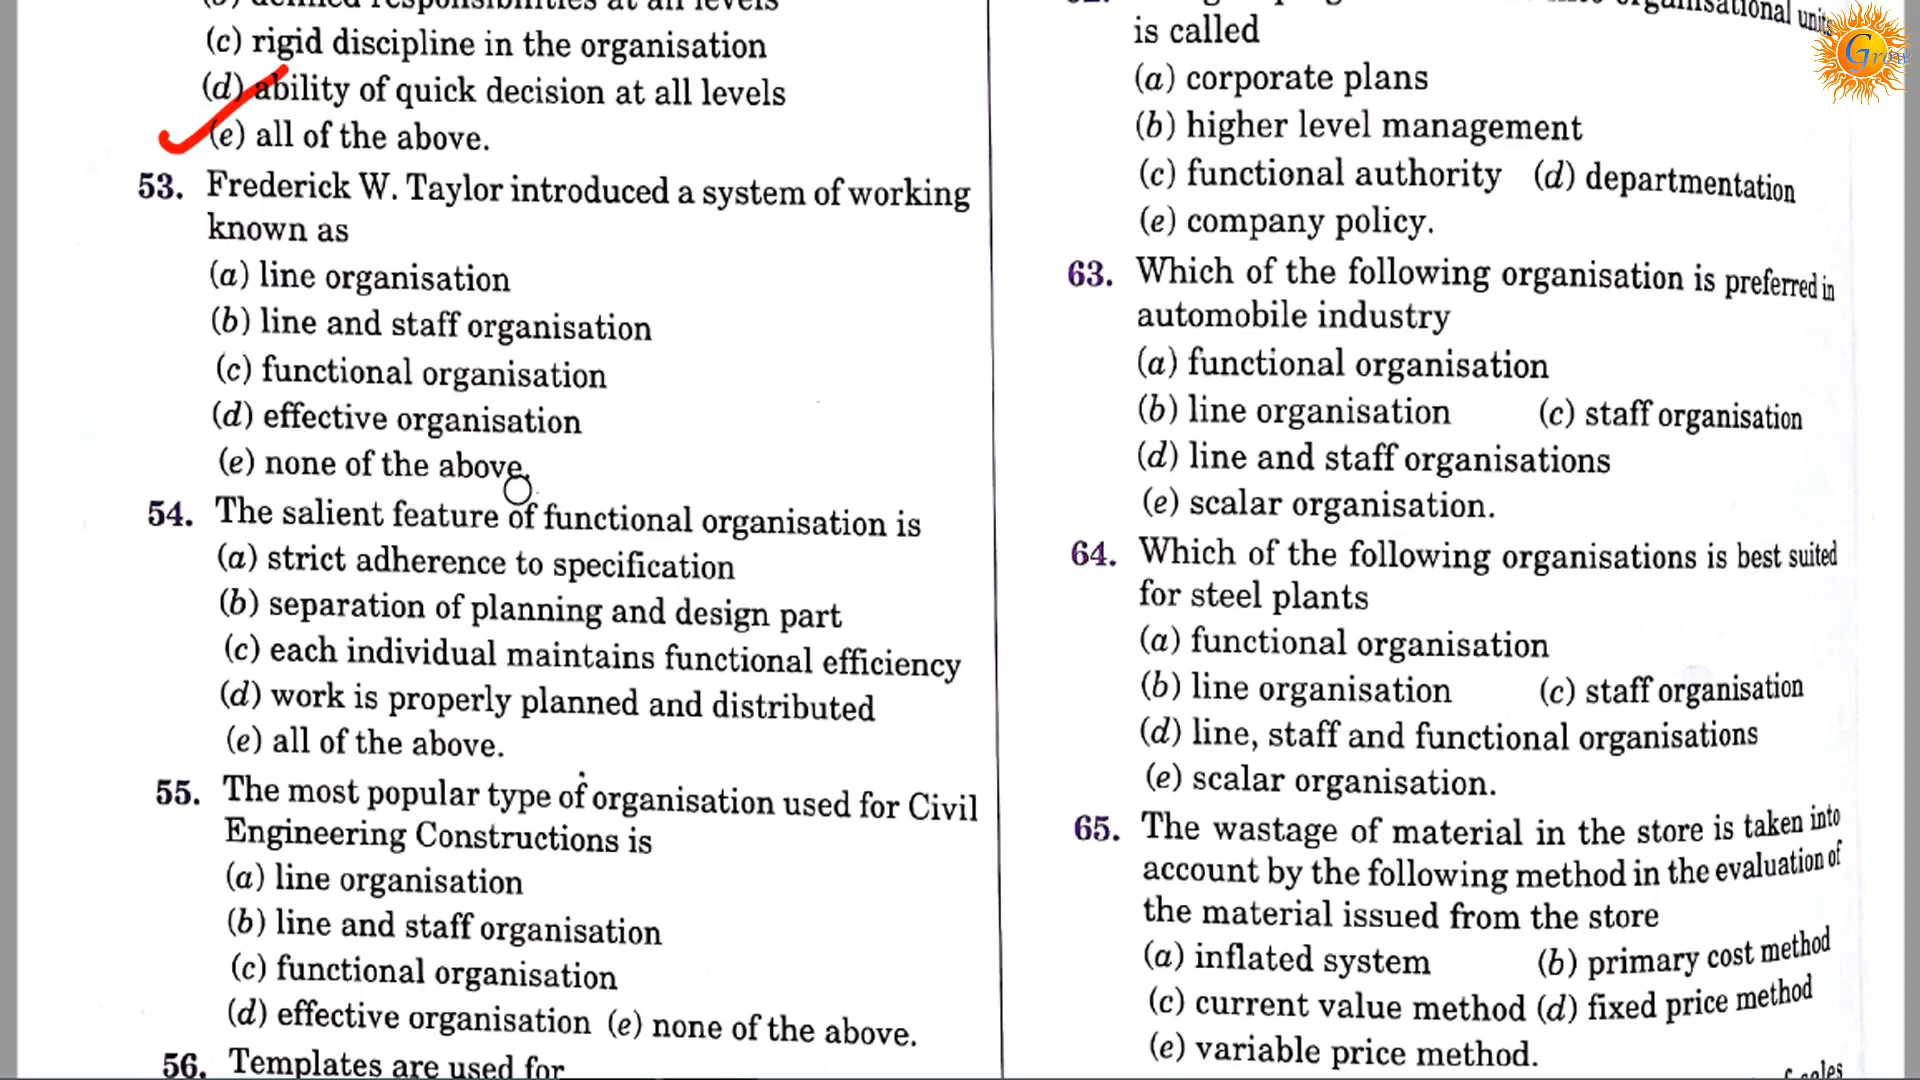 (c) rigid discipline in the organisation
(d) ability of quick decision at all levels
(e) all of the above.
53. Frederick W. Taylor introduced a system of working
known as
(a) line organisation
(b) line and staff organisation
(c) functional organisation
(d) effective organisation
(e) none of the above.
54. The salient feature of functional organisation is
(a) strict adherence to specification
(b) separation of planning and design part
(c) each individual maintains functional efficiency
(d) work is properly planned and distributed
(e) all of the above.
55. The most popular type of organisation used for Civil
Engineering Constructions is
(a) line organisation
(b) line and staff organisation
(c) functional organisation
(d) effective organisation (e) none of the above.
56. Templates are used for
organisational units
is called
(a) corporate plans
(b) higher level management
(c) functional authority (d) departmentation
(e) company policy.
63. Which of the following organisation is preferred in
automobile industry
(a) functional organisation
(b) line organisation (c) staff organisation
(d) line and staff organisations
(e) scalar organisation.
64. Which of the following organisations is best suited
for steel plants
(a) functional organisation
(b) line organisation (c) staff organisation
(d) line, staff and functional organisations
(e) scalar organisation.
65. The wastage of material in the store is taken into
account by the following method in the evaluation of
the material issued from the store
(a) inflated system (b) primary cost method
(c) current value method (d) fixed price method
(e) variable price method.
Grow